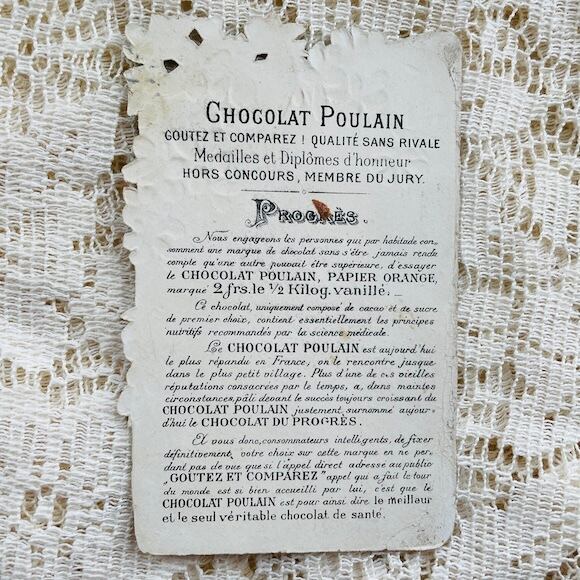 CHOCOLAT POULAIN
GOUTEZ ET COMPAREZ ! QUALITÉ SANS RIVALE
Medailles et Diplômes d'honneur
HORS CONCOURS, MEMBRE DU JURY.
PROGRÈS.
Nous engageons les personnes qui par habitude con-
somment une marque de chocolat sans s'être jamais rendu
compte qu'une autre pouvait être supérieure, d'essayer
le CHOCOLAT POULAIN, PAPIER ORANGE,
marqué 2 frs. le ½ Kilog. vanillé. _
Ce chocolat, uniquement composé de cacao et de sucre
de premier choix, contient essentiellement les principes
nutritifs recommandés par la science médicale.
Le CHOCOLAT POULAIN est aujourd'hui
le plus répandu en France, on le rencontre jusque
dans le plus petit village. Plus d'une de ces vieilles
réputations consacrées par le temps, a, dans maintes
circonstances, pâli devant le succès toujours croissant du
CHOCOLAT POULAIN justement surnommé aujour-
d'hui le CHOCOLAT DU PROGRÈS.
Et vous donc, consommateurs intelligents, de fixer
définitivement votre choix sur cette marque en ne per-
dant pas de vue que si l'appel direct adressé au public
„GOUTEZ ET COMPAREZ" appel qui a fait le tour
du monde est si bien accueilli par lui, c'est que le
CHOCOLAT POULAIN est pour ainsi dire le meilleur
et le seul véritable chocolat de santé.